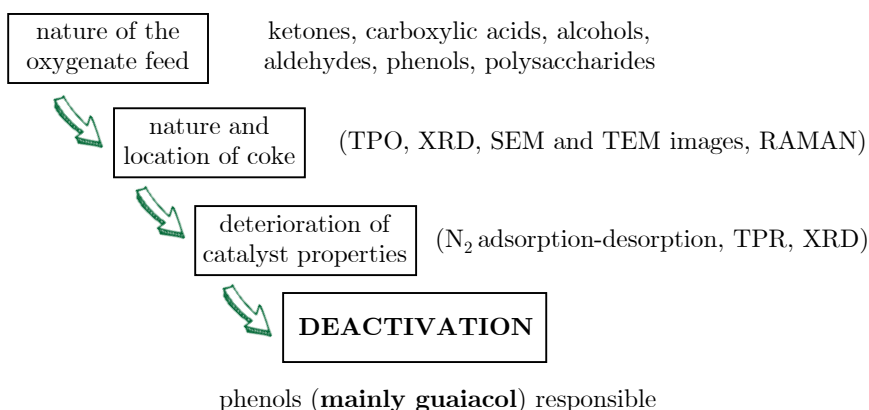 nature of the
oxygenate feed
ketones, carboxylic acids, alcohols,
aldehydes, phenols, polysaccharides
nature and
location of coke
(TPO, XRD, SEM and TEM images, RAMAN)
deterioration of
catalyst properties
(N₂ adsorption-desorption, TPR, XRD)
DEACTIVATION
phenols (mainly guaiacol) responsible